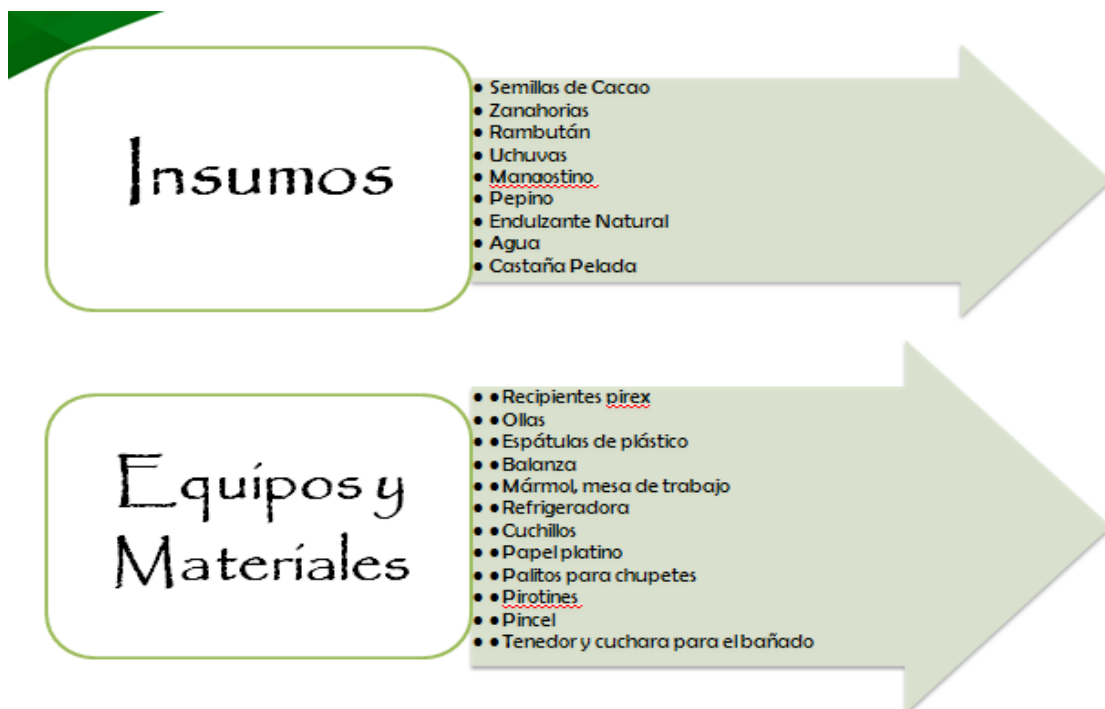 Insumos
• Semillas de Cacao
• Zanahorias
• Rambután
• Uchuvas
• Mangostino
• Pepino
• Endulzante Natural
• Agua
• Castaña Pelada
Equipos y
Materiales
• •Recipientes pirex
• •Ollas
• •Espátulas de plástico
• •Balanza
• •Mármol, mesa de trabajo
• •Refrigeradora
• •Cuchillos
• •Papel platino
• •Palitos para chupetes
• •Pirotines
• •Pincel
• •Tenedor y cuchara para el bañado